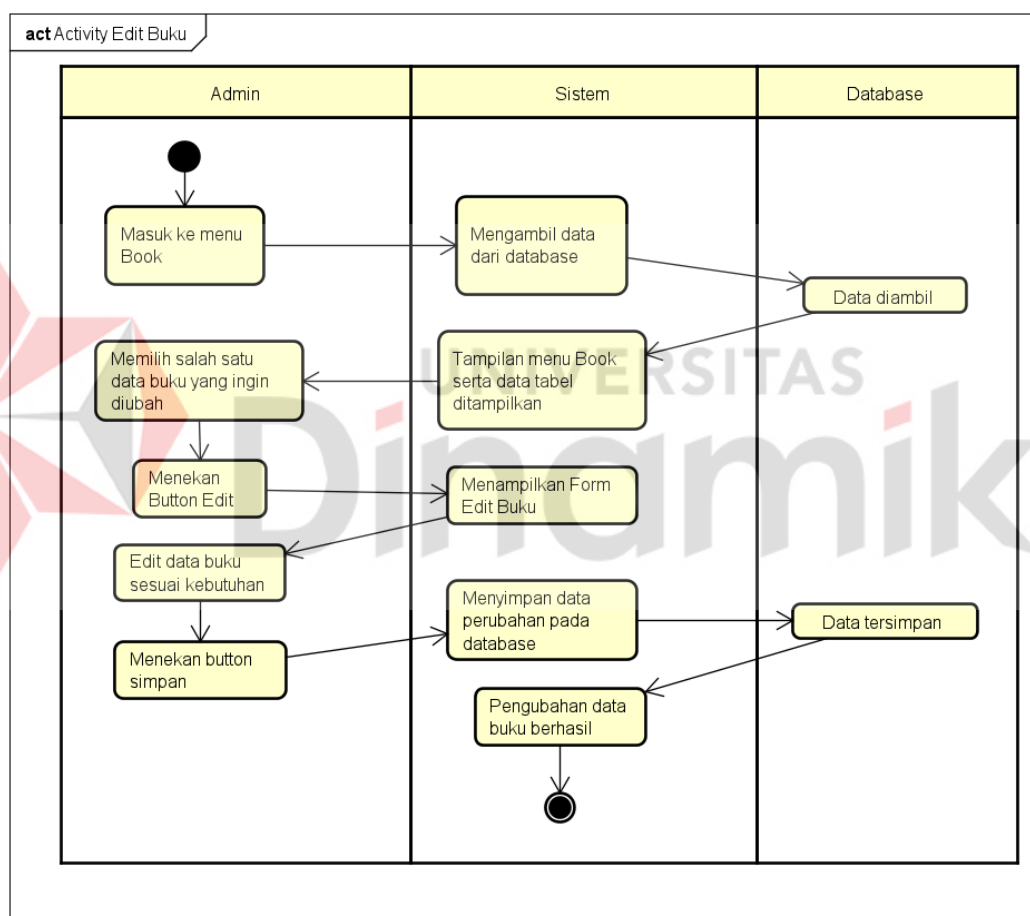 act Activity Edit Buku
Admin
Sistem
Database
Masuk ke menu
Book
Mengambil data
dari database
Data diambil
Memilih salah satu
data buku yang ingin
diubah
Tampilan menu Book
serta data tabel
ditampilkan
UNIVERSITAS
Dinamik
Menekan
Button Edit
Menampilkan Form
Edit Buku
Edit data buku
sesuai kebutuhan
Menyimpan data
perubahan pada
database
Data tersimpan
Menekan button
simpan
Pengubahan data
buku berhasil